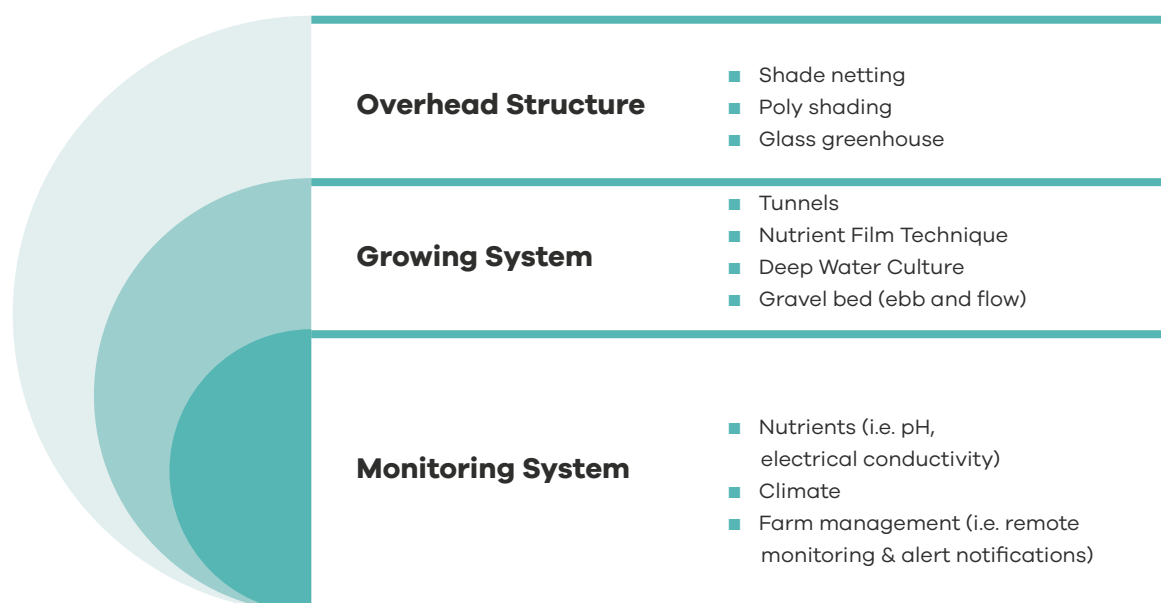 Overhead Structure
■ Shade netting
■ Poly shading
■ Glass greenhouse
Growing System
■ Tunnels
■ Nutrient Film Technique
■ Deep Water Culture
■ Gravel bed (ebb and flow)
Monitoring System
■ Nutrients (i.e. pH,
electrical conductivity)
■ Climate
■ Farm management (i.e. remote
monitoring & alert notifications)